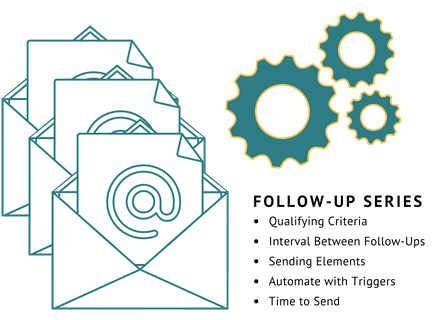 @
FOLLOW-UP SERIES
• Qualifying Criteria
• Interval Between Follow-Ups
• Sending Elements
• Automate with Triggers
• Time to Send